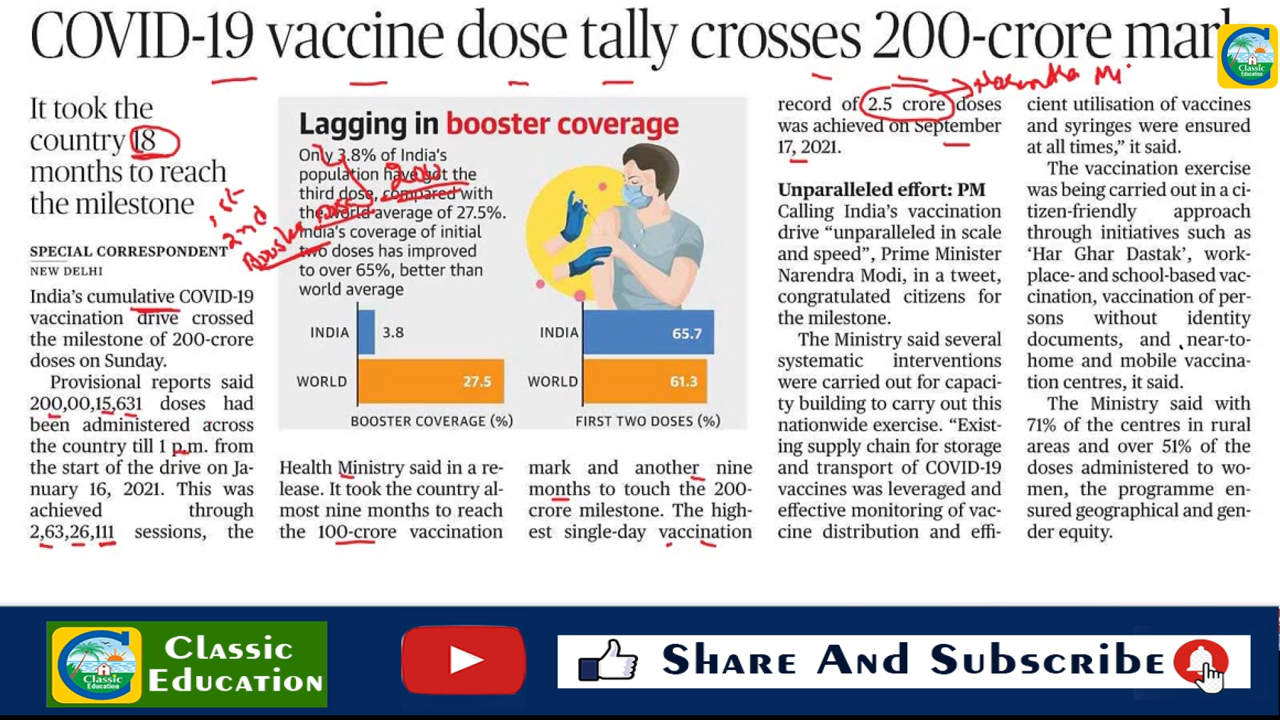 COVID-19 vaccine dose tally crosses 200-crore mark
Classic
Education
It took the
country 18
months to reach
the milestone
SPECIAL CORRESPONDENT
NEW DELHI
India's cumulative COVID-19
vaccination drive crossed
the milestone of 200-crore
doses on Sunday.
Provisional reports said
200,00,15,631 doses had
been administered across
the country till 1 p.m. from
the start of the drive on Ja-
nuary 16, 2021. This was
achieved through
2,63,26,111 sessions, the
1st
2nd
Booster Dose
200
Lagging in booster coverage
Only 3.8% of India's
population have got the
third dose, compared with
the world average of 27.5%.
India's coverage of initial
two doses has improved
to over 65%, better than
world average
INDIA 3.8
WORLD 27.5
BOOSTER COVERAGE (%)
INDIA 65.7
WORLD 61.3
FIRST TWO DOSES (%)
Health Ministry said in a re-
lease. It took the country al-
most nine months to reach
the 100-crore vaccination
mark and another nine
months to touch the 200-
crore milestone. The high-
est single-day vaccination
record of 2.5 crore doses
was achieved on September
17, 2021.
Unparalleled effort: PM
Calling India's vaccination
drive "unparalleled in scale
and speed", Prime Minister
Narendra Modi, in a tweet,
congratulated citizens for
the milestone.
The Ministry said several
systematic interventions
were carried out for capaci-
ty building to carry out this
nationwide exercise. "Exist-
ing supply chain for storage
and transport of COVID-19
vaccines was leveraged and
effective monitoring of vac-
cine distribution and effi-
cient utilisation of vaccines
and syringes were ensured
at all times," it said.
The vaccination exercise
was being carried out in a ci-
tizen-friendly approach
through initiatives such as
'Har Ghar Dastak', work-
place- and school-based vac-
cination, vaccination of per-
sons without identity
documents, and near-to-
home and mobile vaccina-
tion centres, it said.
The Ministry said with
71% of the centres in rural
areas and over 51% of the
doses administered to wo-
men, the programme en-
sured geographical and gen-
der equity.
Classic
Education
Classic
Education
Share And Subscribe